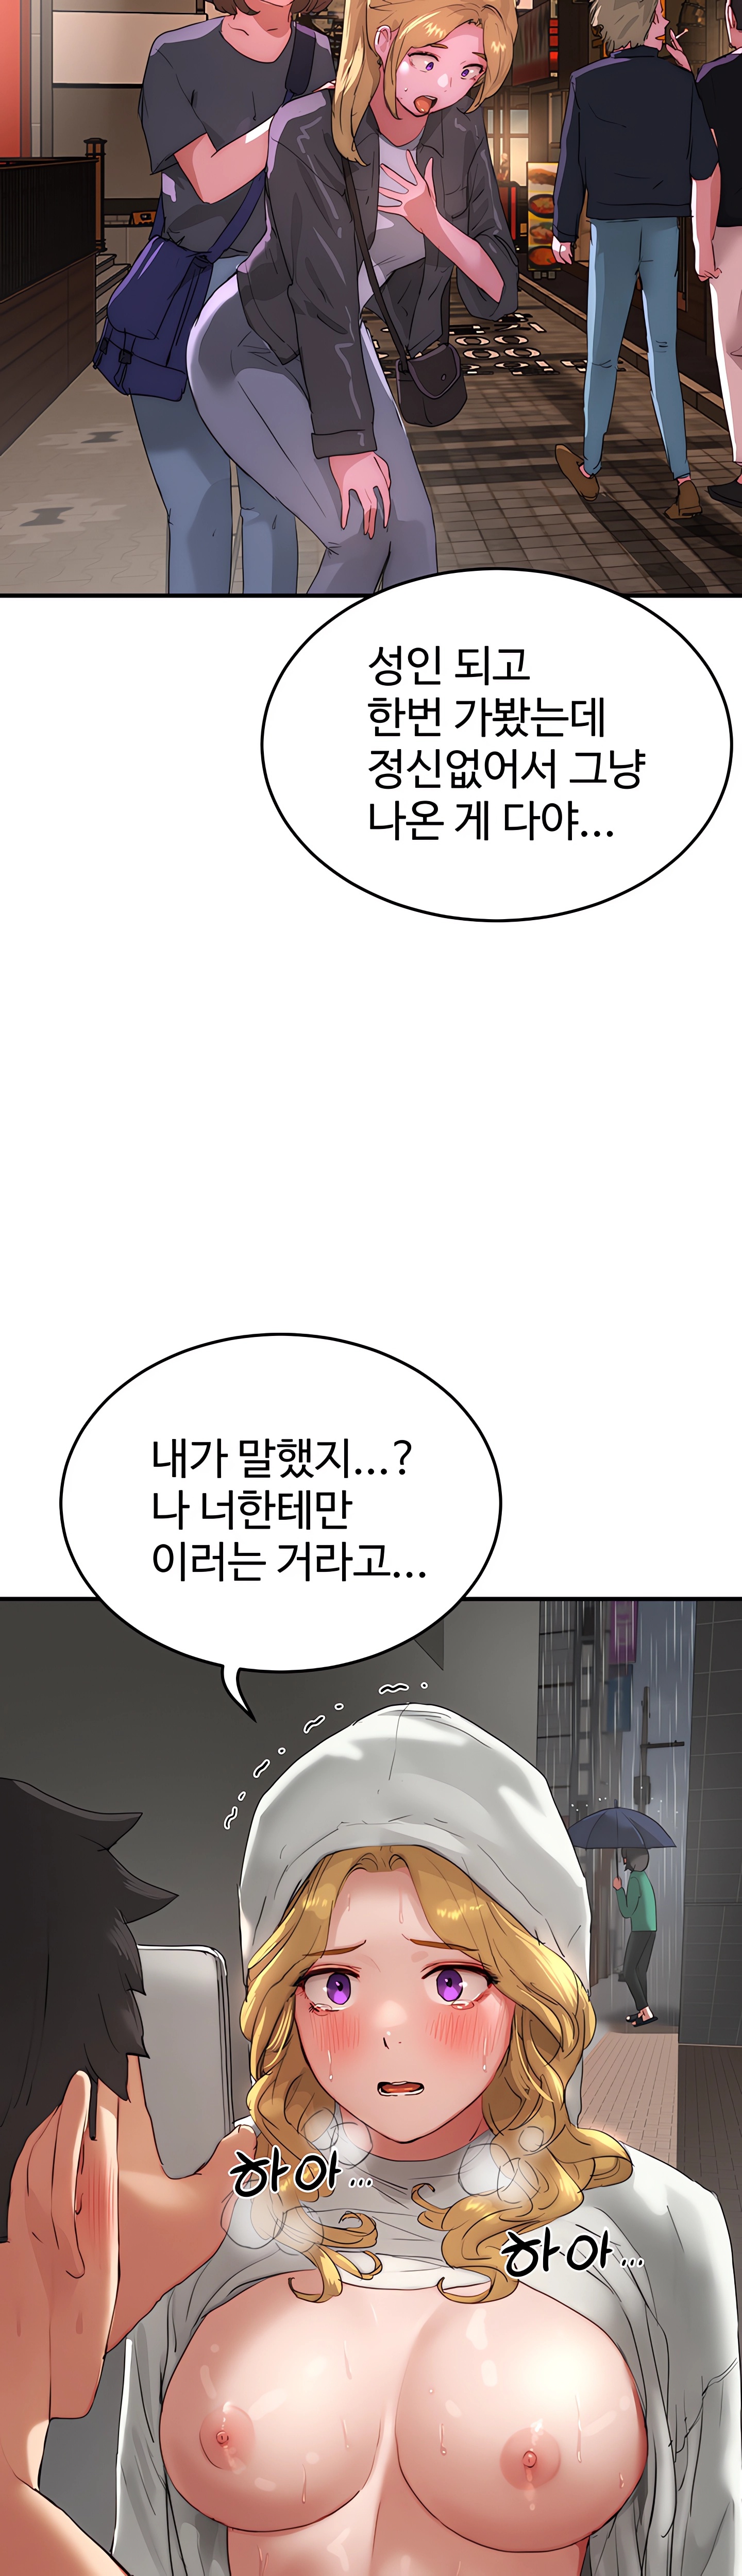 성인 되고
한번 가봤는데
정신없어서 그냥
나온 게 다야...
내가 말했지...?
나 너한테만
이러는 거라고...
하아...
하아...